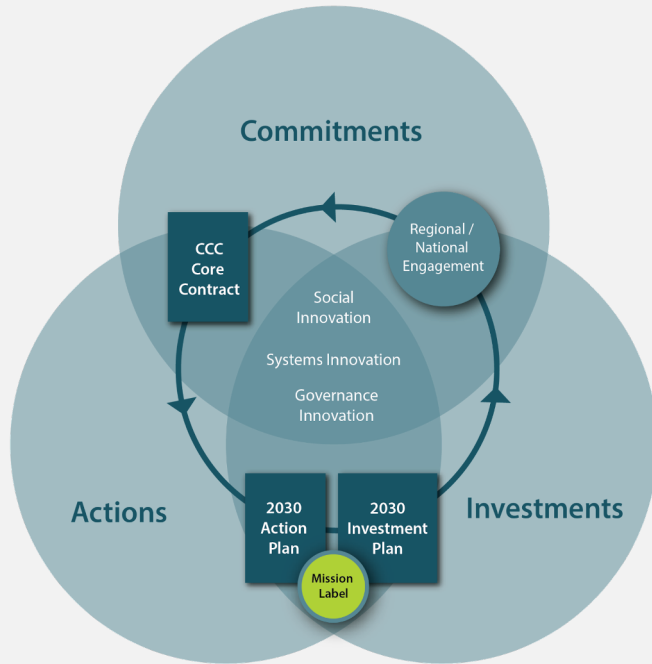 Commitments
CCC
Core
Contract
Regional /
National
Engagement
Social
Innovation
Systems Innovation
Governance
Innovation
Actions
Investments
2030
Action
Plan
2030
Investment
Plan
Mission
Label